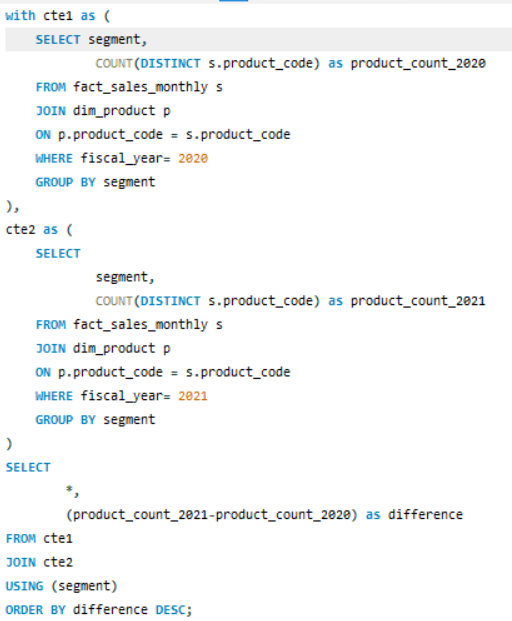 with cte1 as (
SELECT segment,
COUNT(DISTINCT s.product_code) as product_count_2020
FROM fact_sales_monthly s
JOIN dim_product p
ON p.product_code = s.product_code
WHERE fiscal_year= 2020
GROUP BY segment
),
cte2 as (
SELECT
segment,
COUNT(DISTINCT s.product_code) as product_count_2021
FROM fact_sales_monthly s
JOIN dim_product p
ON p.product_code = s.product_code
WHERE fiscal_year= 2021
GROUP BY segment
)
SELECT
*,
(product_count_2021-product_count_2020) as difference
FROM cte1
JOIN cte2
USING (segment)
ORDER BY difference DESC;